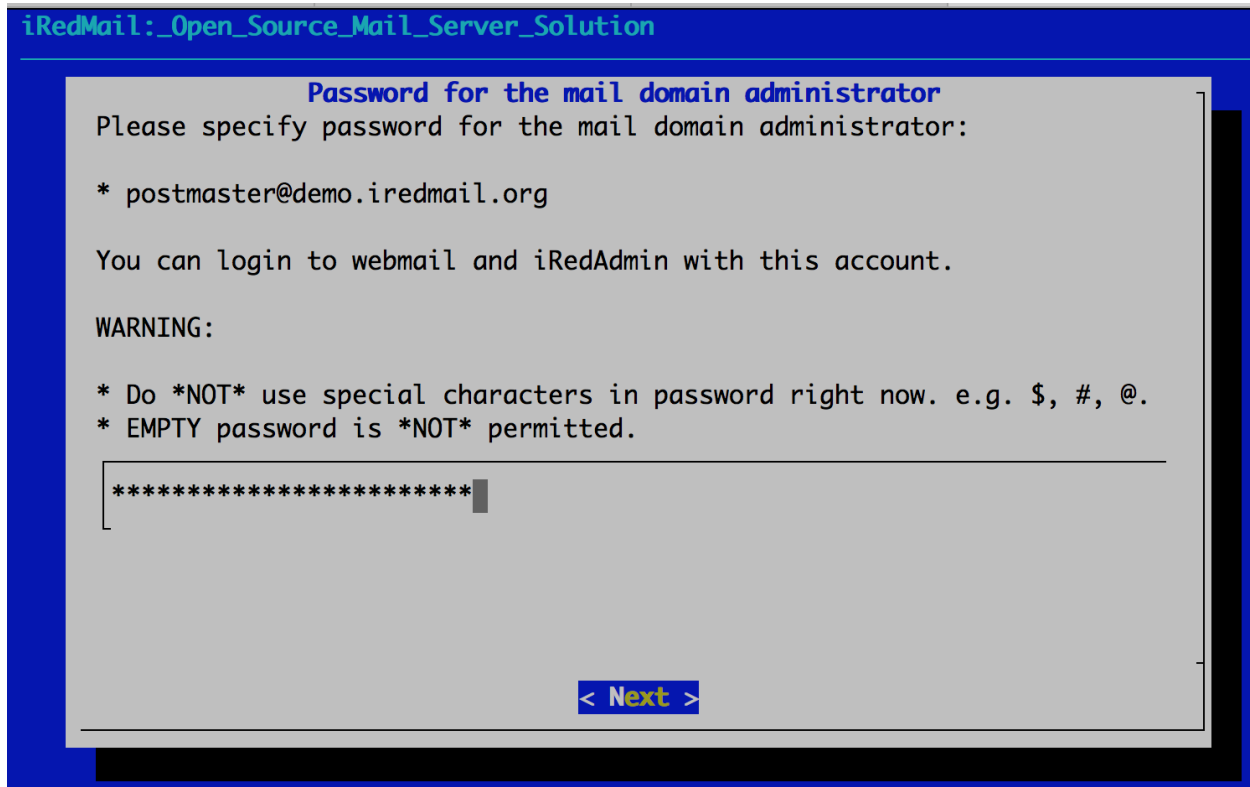 iRedMail:_Open_Source_Mail_Server_Solution
Password for the mail domain administrator
Please specify password for the mail domain administrator:
* postmaster@demo.iredmail.org
You can login to webmail and iRedAdmin with this account.
WARNING:
* Do *NOT* use special characters in password right now. e.g. $, #, @.
* EMPTY password is *NOT* permitted.
************************
< Next >